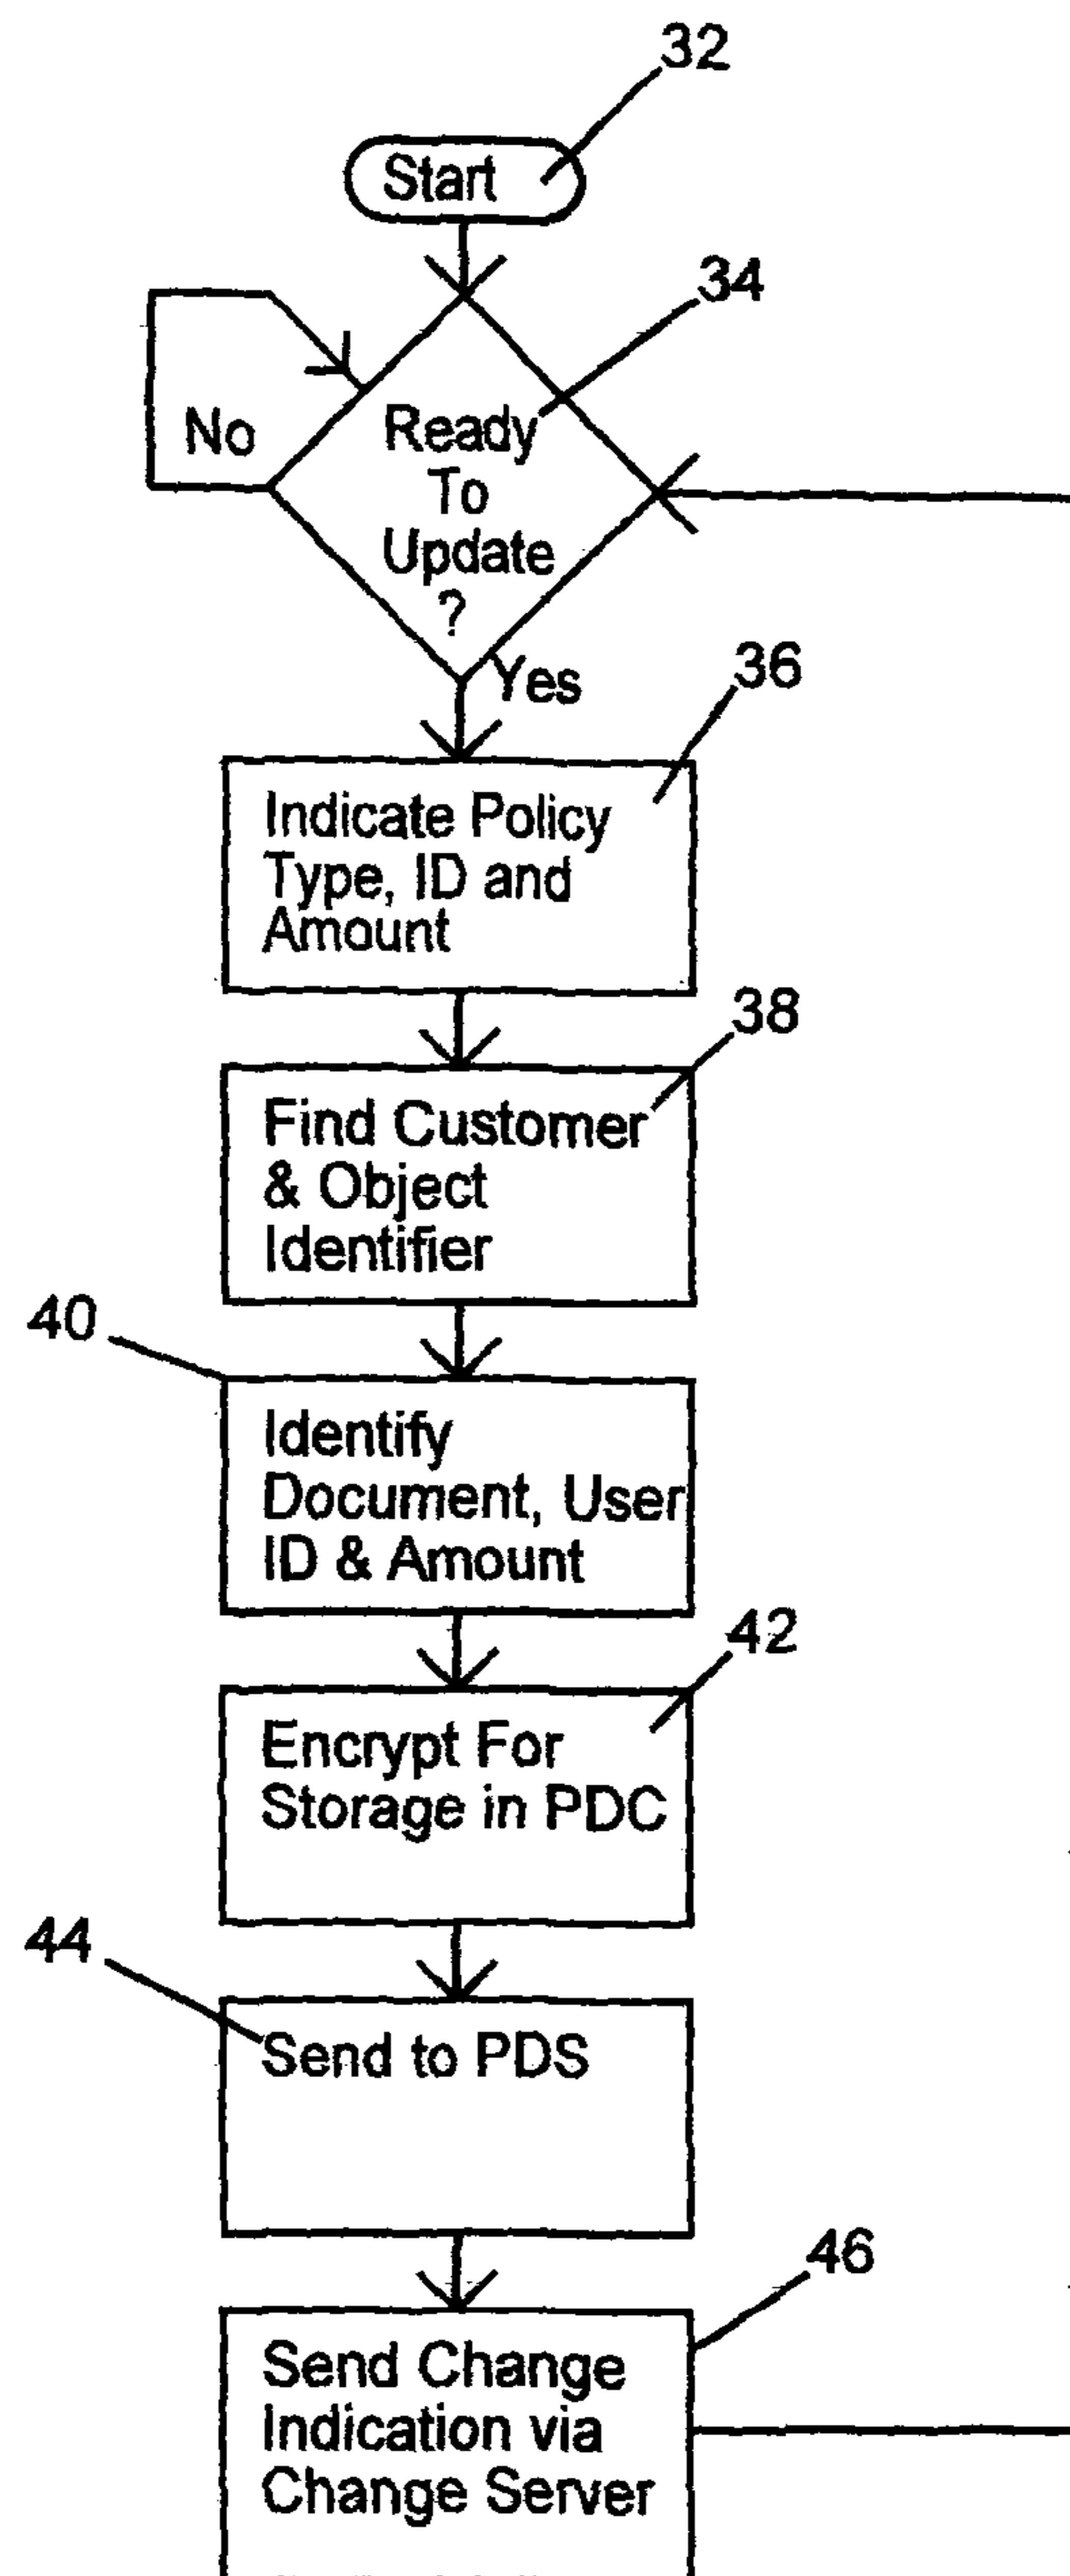 32
Start
34
No
Ready
To
Update
?
Yes
36
Indicate Policy
Type, ID and
Amount
38
Find Customer
& Object
Identifier
40
Identify
Document, User
ID & Amount
42
Encrypt For
Storage in PDC
44
Send to PDS
46
Send Change
Indication via
Change Server